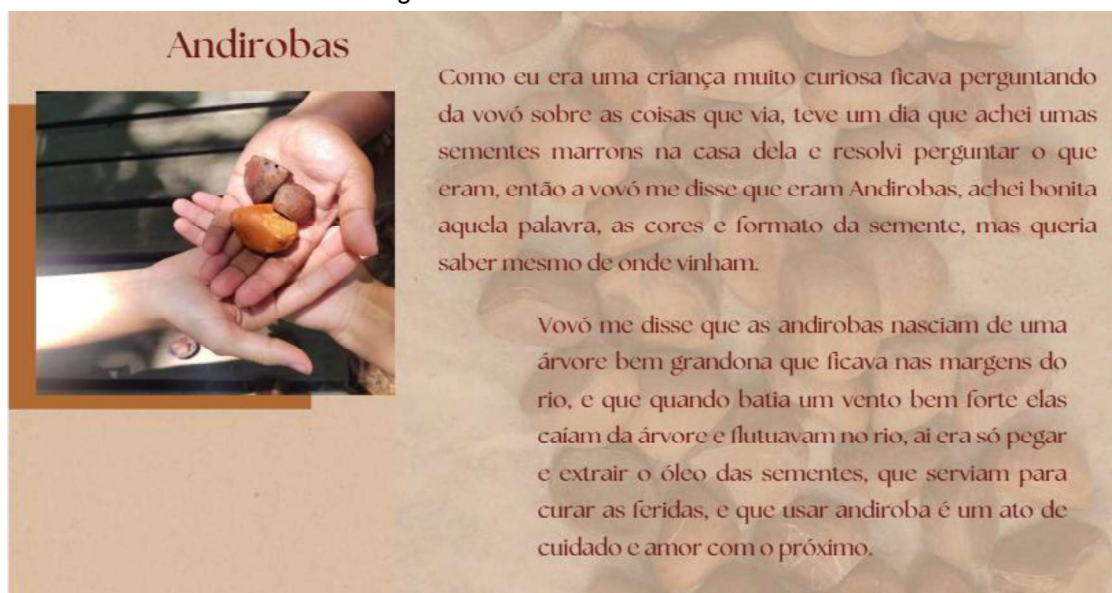 Andirobas
Como eu era uma criança muito curiosa ficava perguntando
da vovó sobre as coisas que via, teve um dia que achei umas
sementes marrons na casa dela e resolvi perguntar o que
eram, então a vovó me disse que eram Andirobas, achei bonita
aquela palavra, as cores e formato da semente, mas queria
saber mesmo de onde vinham.
Vovó me disse que as andirobas nasciam de uma
árvore bem grandona que ficava nas margens do
rio, e que quando batia um vento bem forte elas
caíam da árvore e flutuavam no rio, ai era só pegar
e extrair o óleo das sementes, que serviam para
curar as feridas, e que usar andiroba é um ato de
cuidado e amor com o próximo.